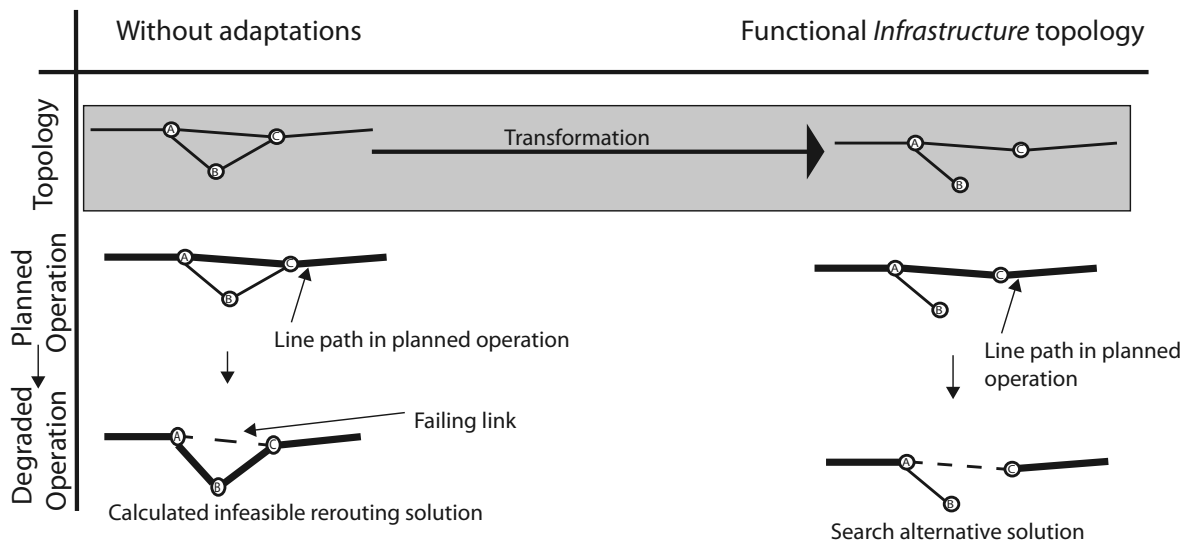 Without adaptations
Functional Infrastructure topology
Topology
A
C
B
Transformation
A
C
B
Planned
Operation
A
C
B
Line path in planned operation
A
C
B
Line path in planned
operation
Degraded
Operation
A
C
B
Failing link
Calculated infeasible rerouting solution
A
C
B
Search alternative solution